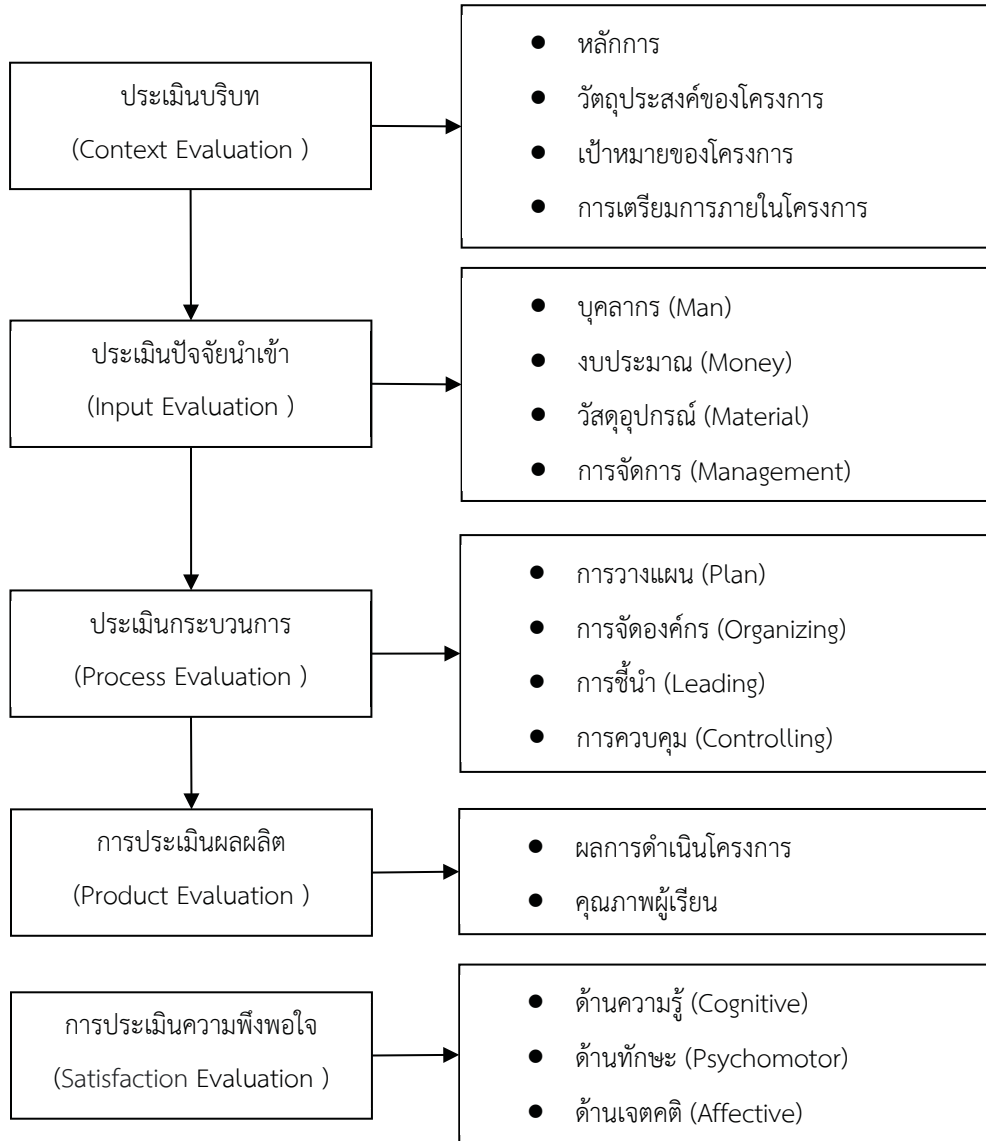 ประเมินบริบท
(Context Evaluation )
● หลักการ
● วัตถุประสงค์ของโครงการ
● เป้าหมายของโครงการ
● การเตรียมการภายในโครงการ
ประเมินปัจจัยนำเข้า
(Input Evaluation )
● บุคลากร (Man)
● งบประมาณ (Money)
● วัสดุอุปกรณ์ (Material)
● การจัดการ (Management)
ประเมินกระบวนการ
(Process Evaluation )
● การวางแผน (Plan)
● การจัดองค์กร (Organizing)
● การชี้นำ (Leading)
● การควบคุม (Controlling)
การประเมินผลผลิต
(Product Evaluation )
● ผลการดำเนินโครงการ
● คุณภาพผู้เรียน
การประเมินความพึงพอใจ
(Satisfaction Evaluation )
● ด้านความรู้ (Cognitive)
● ด้านทักษะ (Psychomotor)
● ด้านเจตคติ (Affective)